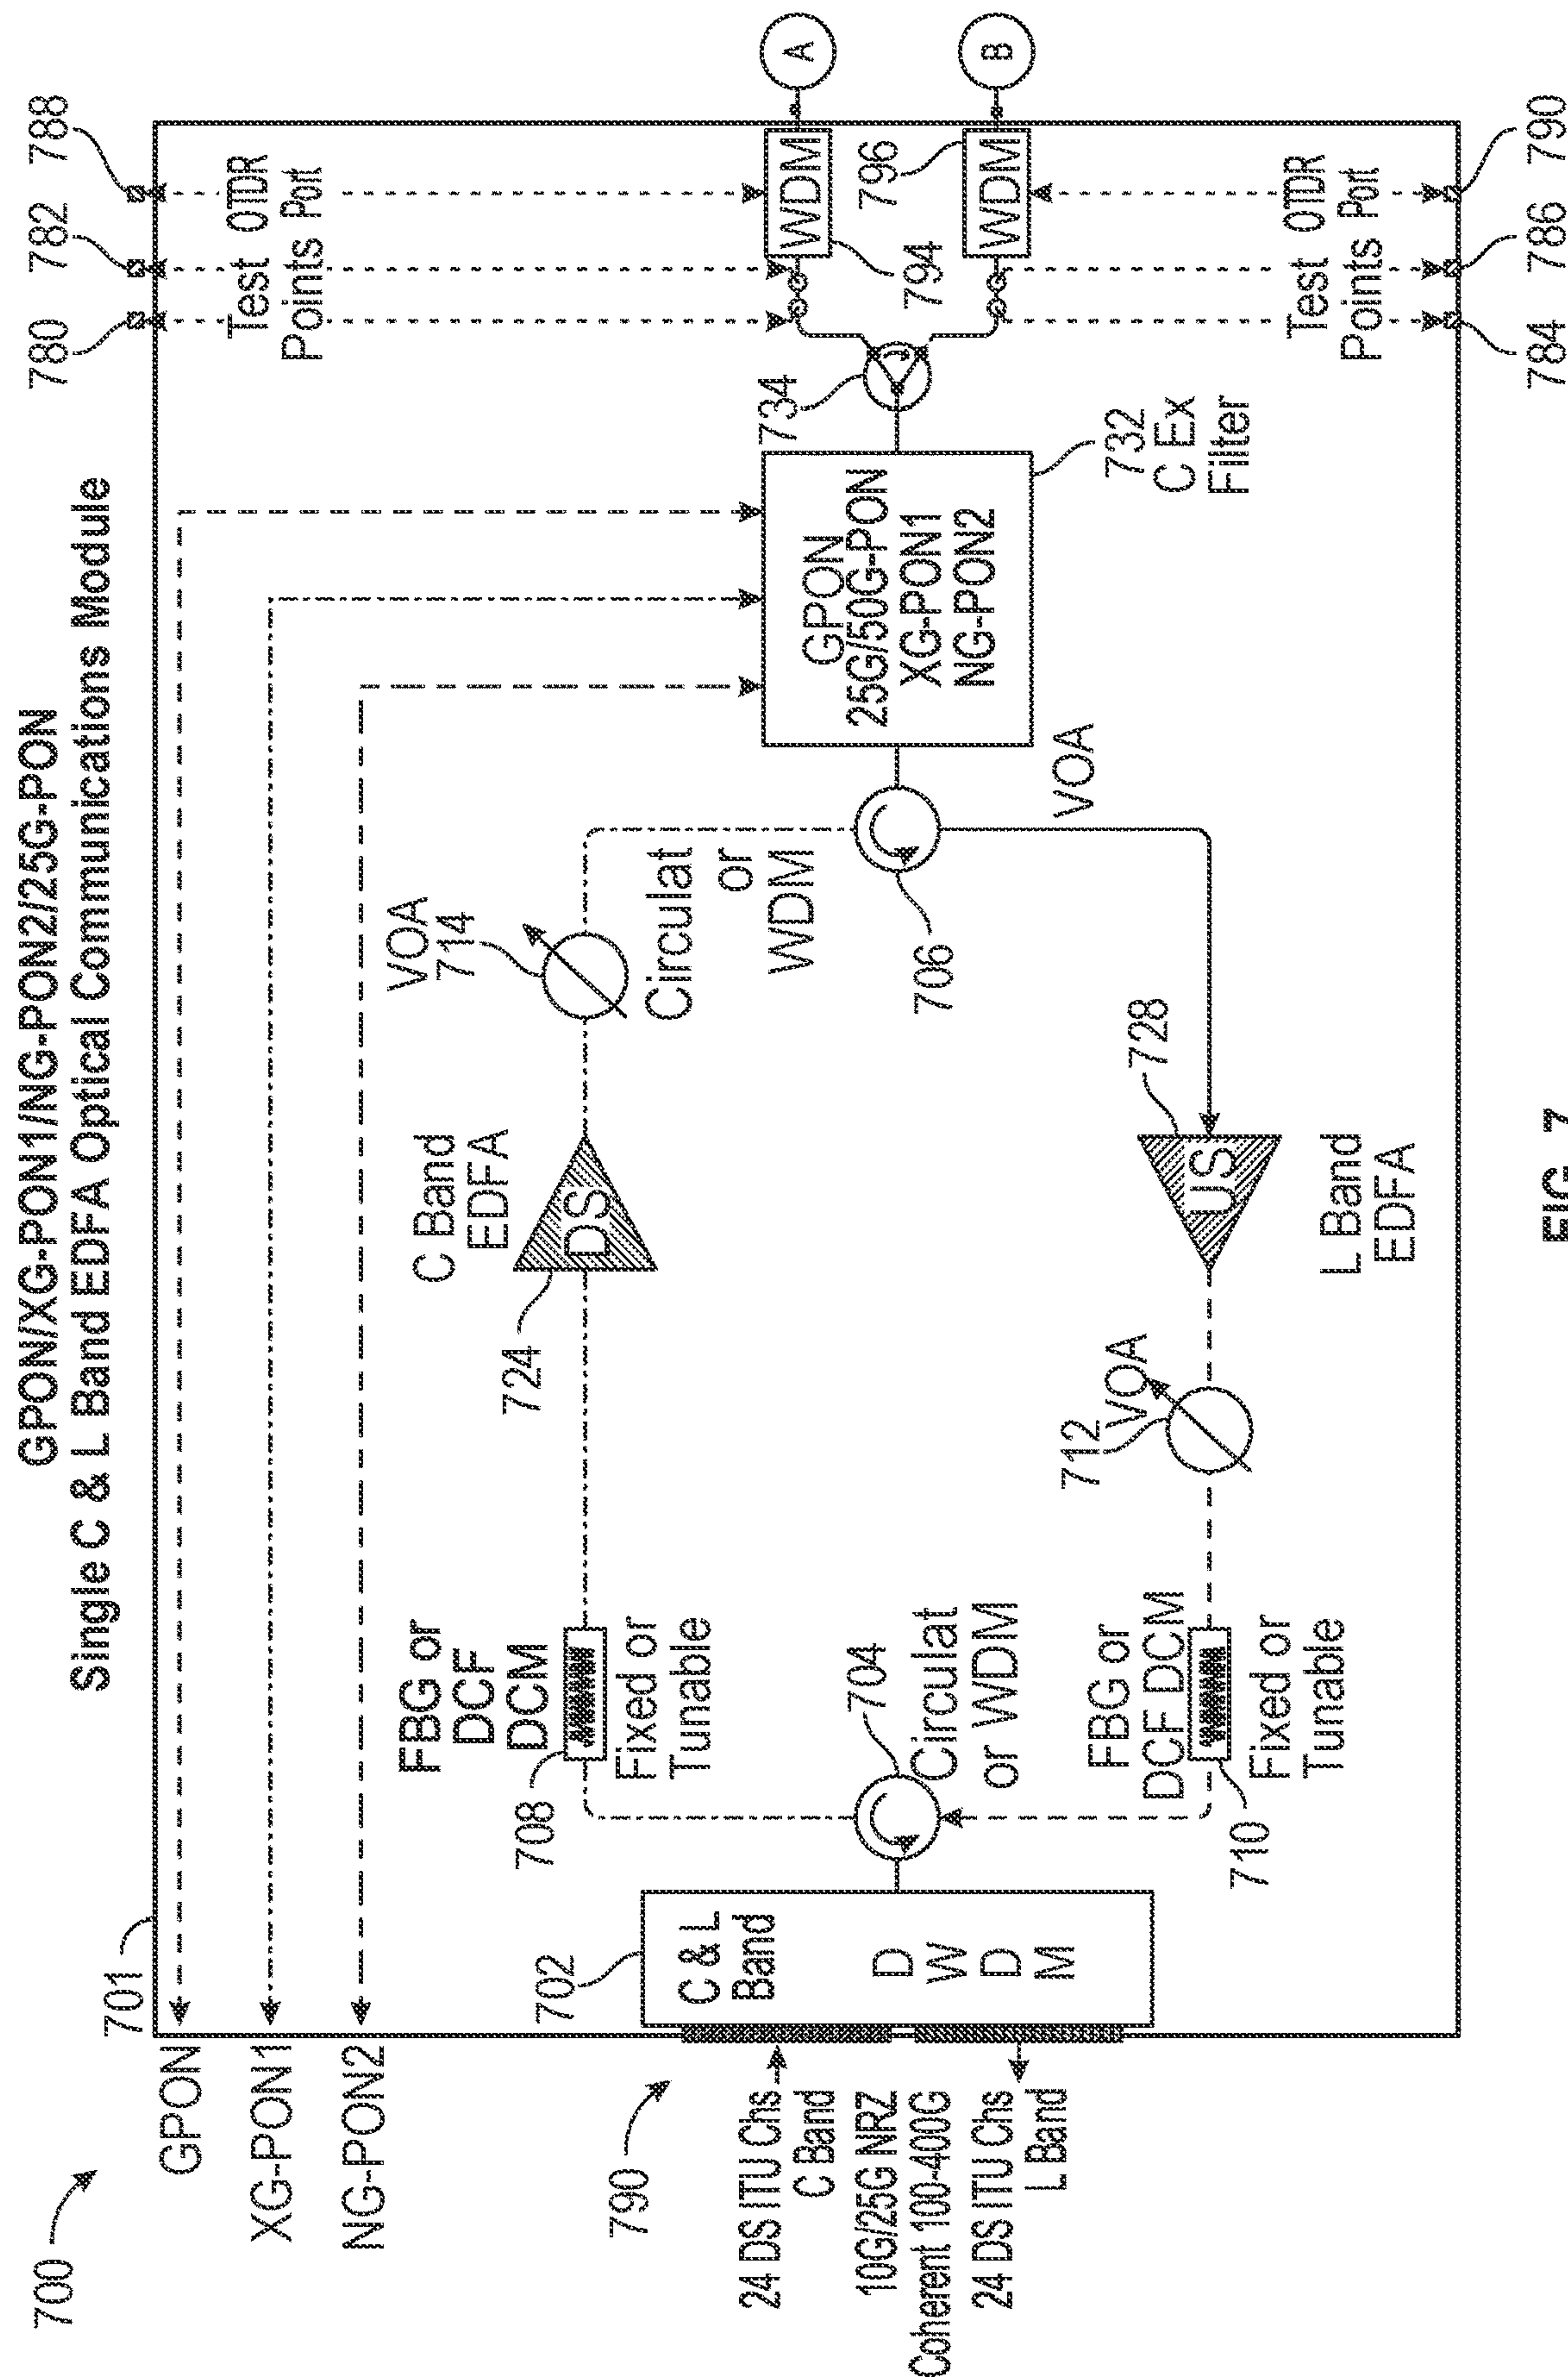 GPON/XG-PON1/NG-PON2/25G-PON
Single C & L Band EDFA Optical Communications Module
700
701
GPON
XG-PON1
NG-PON2
780
782
788
Test
Points
OTDR
Port
VOA
714
C Band
EDFA
DS
724
FBG or
DCF
DCM
708
Fixed or
Tunable
Circulat
or
WDM
706
VOA
GPON
25G/50G-PON
XG-PON1
NG-PON2
732
C Ex
Filter
734
WDM
794
A
WDM
796
B
702
C & L
Band
D
W
D
M
704
Circulat
or WDM
790
24 DS ITU Chs
C Band
10G/25G NRZ
Coherent 100-400G
24 DS ITU Chs
L Band
FBG or
DCF DCM
710
Fixed or
Tunable
712
VOA
728
US
L Band
EDFA
Test
Points
OTDR
Port
784
786
790
FIG. 7